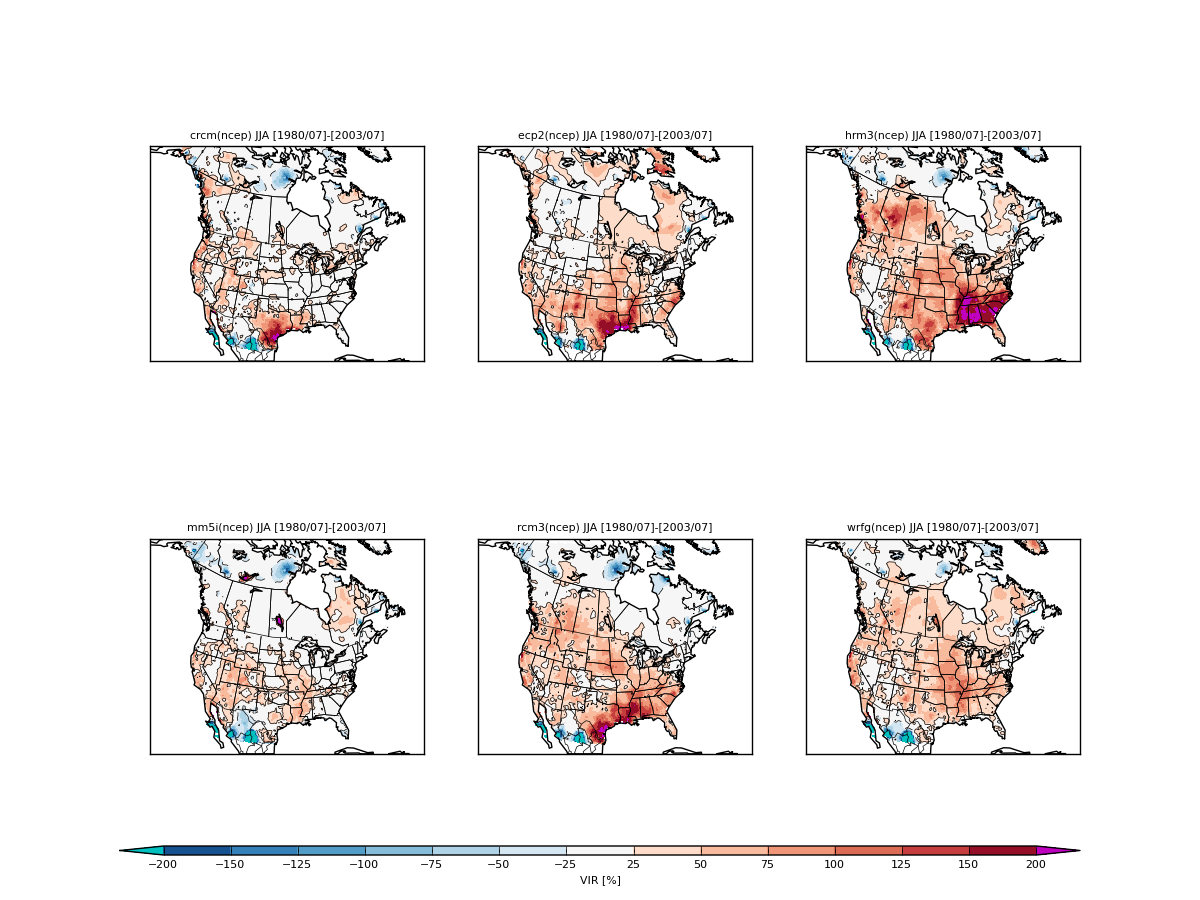 crcm(ncep) JJA [1980/07]-[2003/07]
ecp2(ncep) JJA [1980/07]-[2003/07]
hrm3(ncep) JJA [1980/07]-[2003/07]
mm5i(ncep) JJA [1980/07]-[2003/07]
rcm3(ncep) JJA [1980/07]-[2003/07]
wrfg(ncep) JJA [1980/07]-[2003/07]
−200 −150 −125 −100 −75 −50 −25 25 50 75 100 125 150 200
VIR [%]